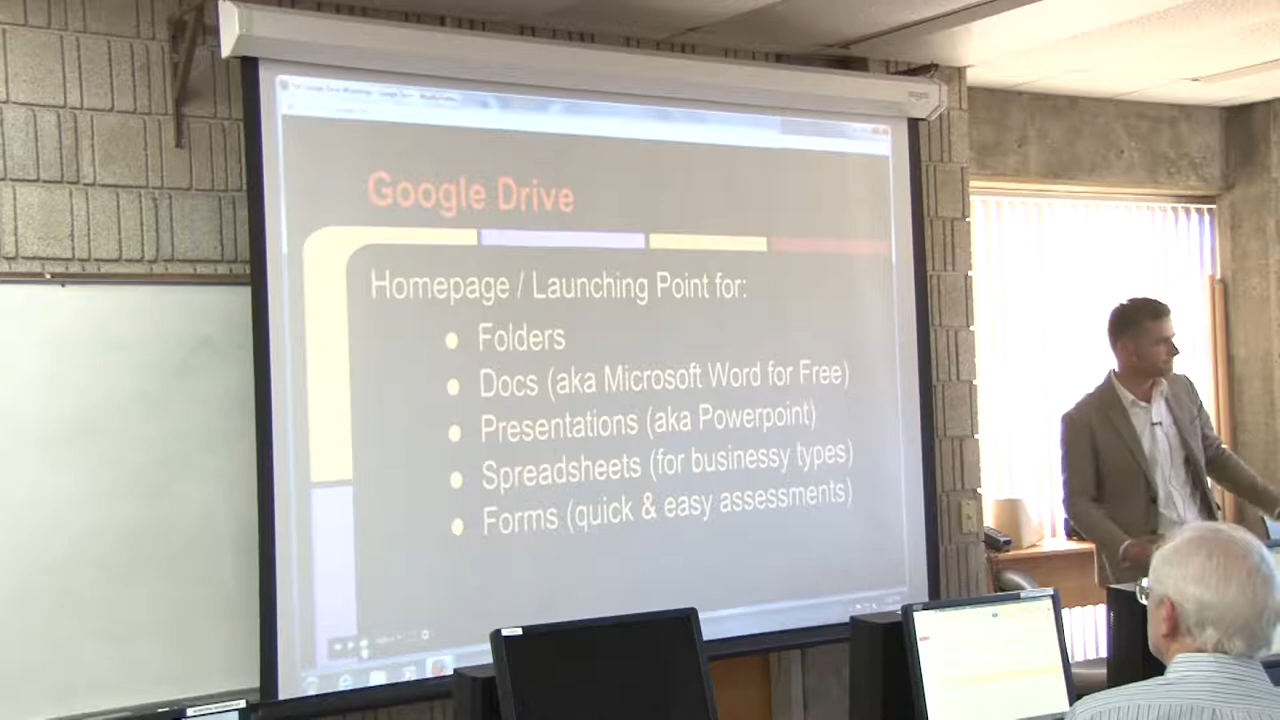 Google Drive
Homepage / Launching Point for:
Folders
Docs (aka Microsoft Word for Free)
Presentations (aka Powerpoint)
Spreadsheets (for businessy types)
Forms (quick & easy assessments)